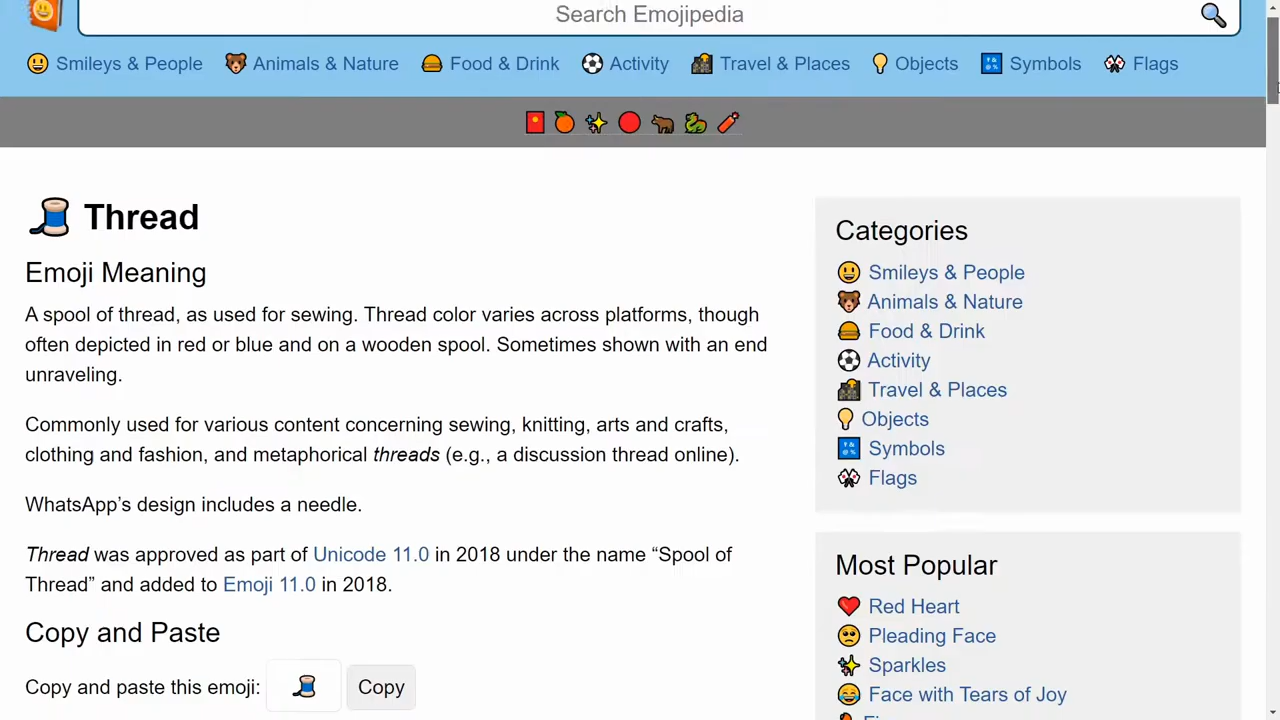 Search Emojipedia
Smileys & People Animals & Nature Food & Drink Activity Travel & Places Objects Symbols Flags
Thread
Emoji Meaning
A spool of thread, as used for sewing. Thread color varies across platforms, though
often depicted in red or blue and on a wooden spool. Sometimes shown with an end
unraveling.
Commonly used for various content concerning sewing, knitting, arts and crafts,
clothing and fashion, and metaphorical threads (e.g., a discussion thread online).
WhatsApp’s design includes a needle.
Thread was approved as part of Unicode 11.0 in 2018 under the name “Spool of
Thread” and added to Emoji 11.0 in 2018.
Copy and Paste
Copy and paste this emoji: Copy
Categories
Smileys & People
Animals & Nature
Food & Drink
Activity
Travel & Places
Objects
Symbols
Flags
Most Popular
Red Heart
Pleading Face
Sparkles
Face with Tears of Joy